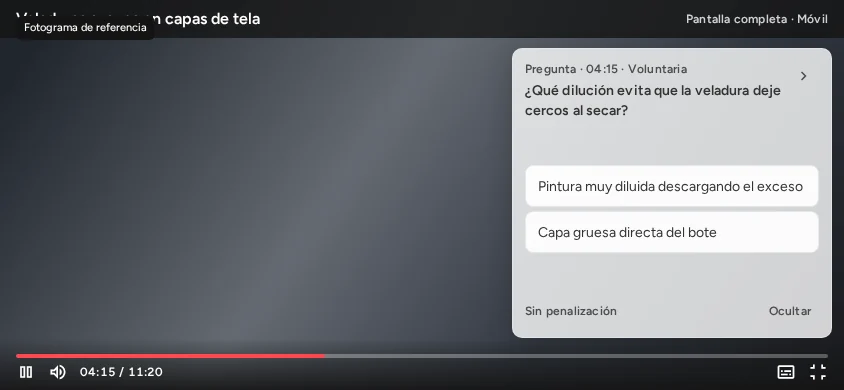 en capas de tela
Fotograma de referencia
Pantalla completa · Móvil
Pregunta · 04:15 · Voluntaria
¿Qué dilución evita que la veladura deje
cercos al secar?
Pintura muy diluida descargando el exceso
Capa gruesa directa del bote
Sin penalización
Ocultar
04:15 / 11:20